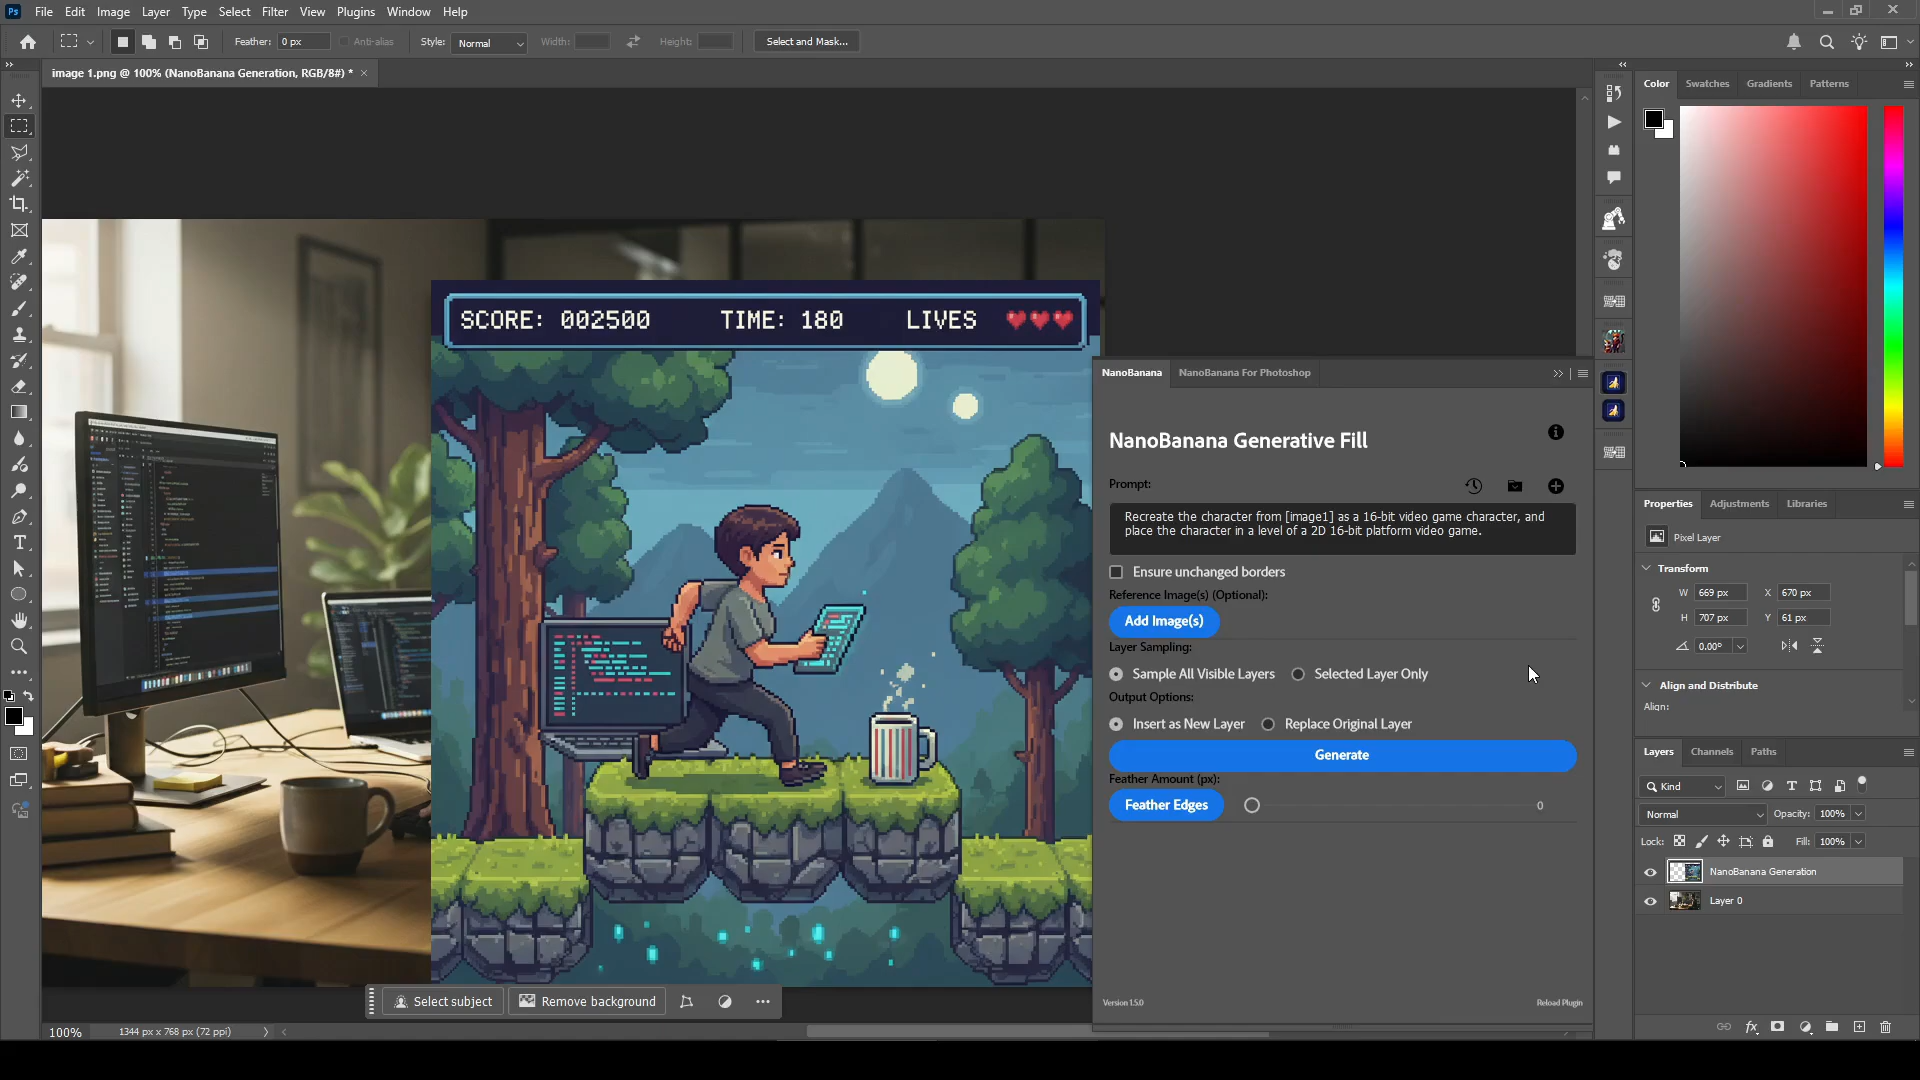 Ps File Edit Image Layer Type Select Filter View Plugins Window Help
Feather: 0 px Anti-alias Style: Normal Width: Height: Select and Mask...
image 1.png @ 100% (NanoBanana Generation, RGB/8#) *
SCORE: 002500 TIME: 180 LIVES
NanoBanana NanoBanana For Photoshop
NanoBanana Generative Fill
Prompt:
Recreate the character from [image1] as a 16-bit video game character, and
place the character in a level of a 2D 16-bit platform video game.
Ensure unchanged borders
Reference Image(s) (Optional):
Add Image(s)
Layer Sampling:
Sample All Visible Layers Selected Layer Only
Output Options:
Insert as New Layer Replace Original Layer
Generate
Feather Amount (px):
Feather Edges 0
Version 1.5.0 Reload Plugin
Select subject Remove background
100% 1344 px x 768 px (72 ppi)
Color Swatches Gradients Patterns
Properties Adjustments Libraries
Pixel Layer
Transform
W 669 px X 670 px
H 707 px Y 61 px
0.00°
Align and Distribute
Align:
Layers Channels Paths
Kind
Normal Opacity: 100%
Lock: Fill: 100%
NanoBanana Generation
Layer 0